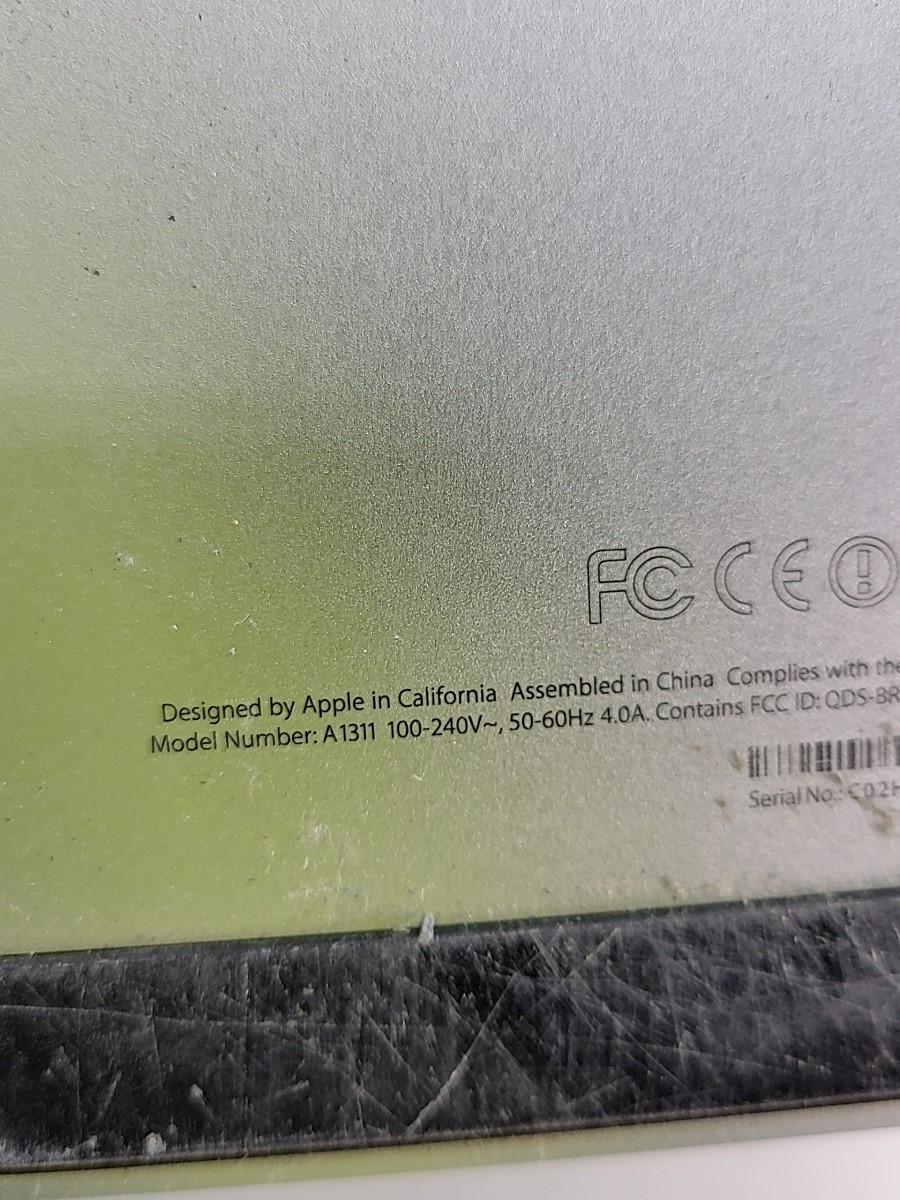 FC CE
Designed by Apple in California Assembled in China Complies with the
Model Number: A1311 100-240V~, 50-60Hz 4.0A. Contains FCC ID: QDS-BR
Serial No.: C02H